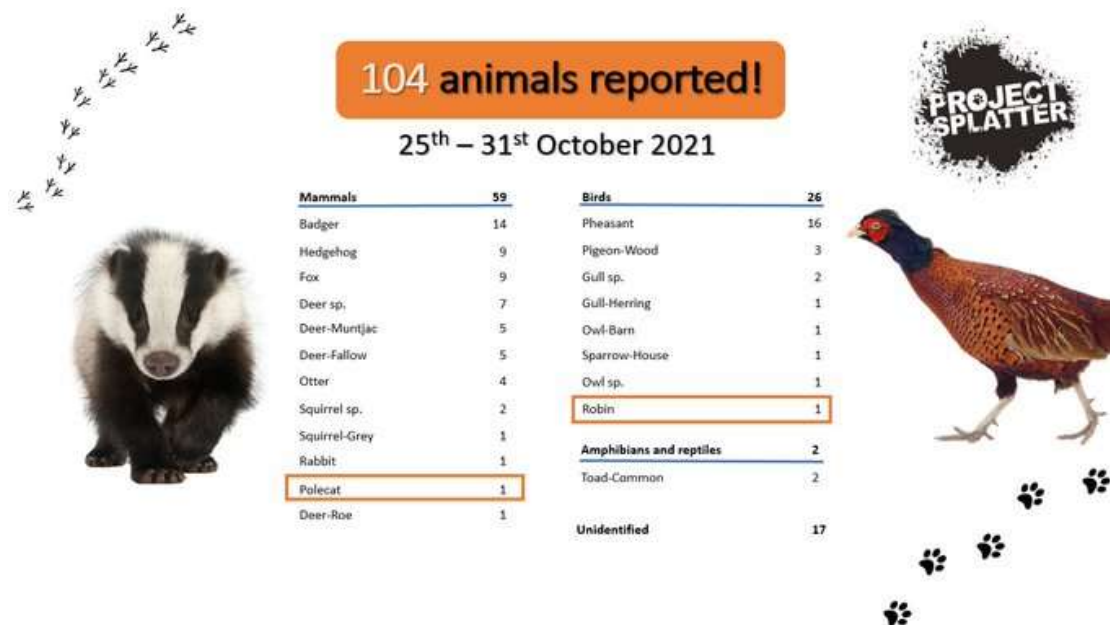 104 animals reported!
PROJECT
SPLATTER
25th – 31st October 2021
Mammals 59
Badger 14
Hedgehog 9
Fox 9
Deer sp. 7
Deer-Muntjac 5
Deer-Fallow 5
Otter 4
Squirrel sp. 2
Squirrel-Grey 1
Rabbit 1
Polecat 1
Deer-Roe 1
Birds 26
Pheasant 16
Pigeon-Wood 3
Gull sp. 2
Gull-Herring 1
Owl-Barn 1
Sparrow-House 1
Owl sp. 1
Robin 1
Amphibians and reptiles 2
Toad-Common 2
Unidentified 17